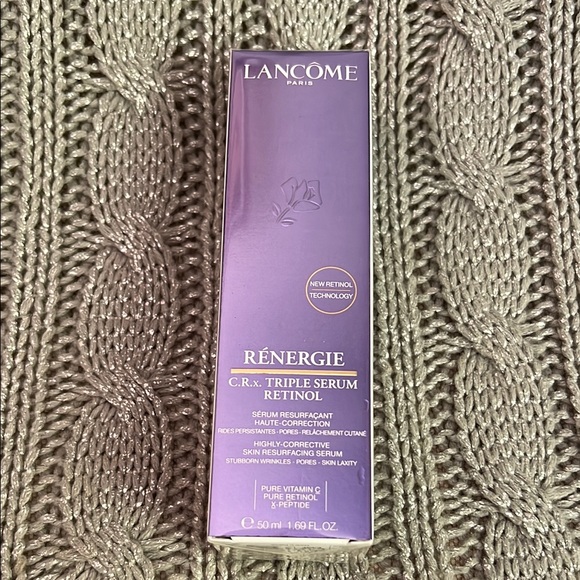 LANCÔME
PARIS
NEW RETINOL
TECHNOLOGY
RÉNERGIE
C.R.x. TRIPLE SERUM
RETINOL
SÉRUM RESURFAÇANT
HAUTE-CORRECTION
RIDES PERSISTANTES - PORES - RELÂCHEMENT CUTANÉ
HIGHLY-CORRECTIVE
SKIN RESURFACING SERUM
STUBBORN WRINKLES - PORES - SKIN LAXITY
PURE VITAMIN C
PURE RETINOL
X-PEPTIDE
℮ 50 ml 1.69 FL.OZ.